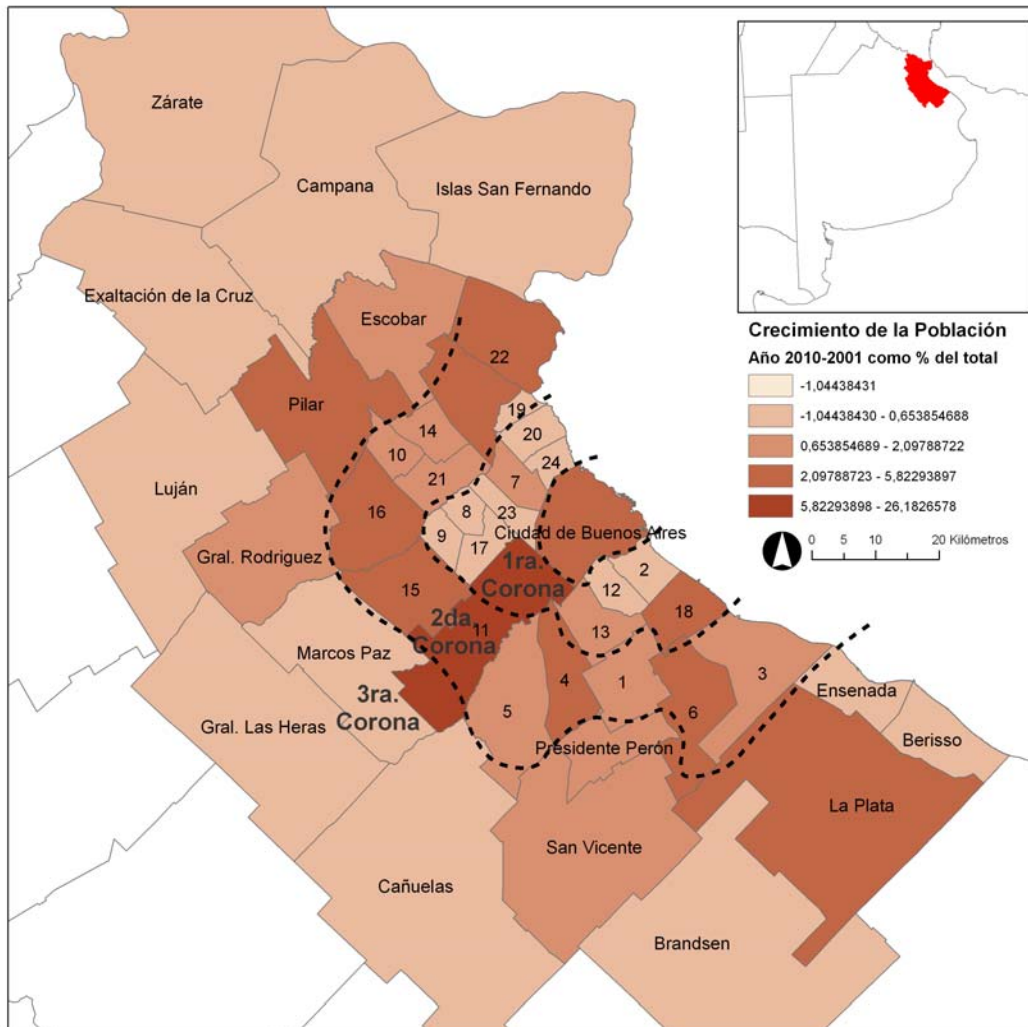 Zárate
Campana
Islas San Fernando
Exaltación de la Cruz
Escobar
22
Pilar
19
14
20
10
24
Luján
21
7
16
8
23
9
Ciudad de Buenos Aires
17
Gral. Rodriguez
1ra.
Corona
2
12
15
18
2da.
Corona
11
13
Marcos Paz
3
4
1
3ra.
Corona
5
6
Ensenada
Gral. Las Heras
Presidente Perón
Berisso
La Plata
San Vicente
Cañuelas
Brandsen
Crecimiento de la Población
Año 2010-2001 como % del total
-1,04438431
-1,04438430 - 0,653854688
0,653854689 - 2,09788722
2,09788723 - 5,82293897
5,82293898 - 26,1826578
0 5 10 20 Kilómetros